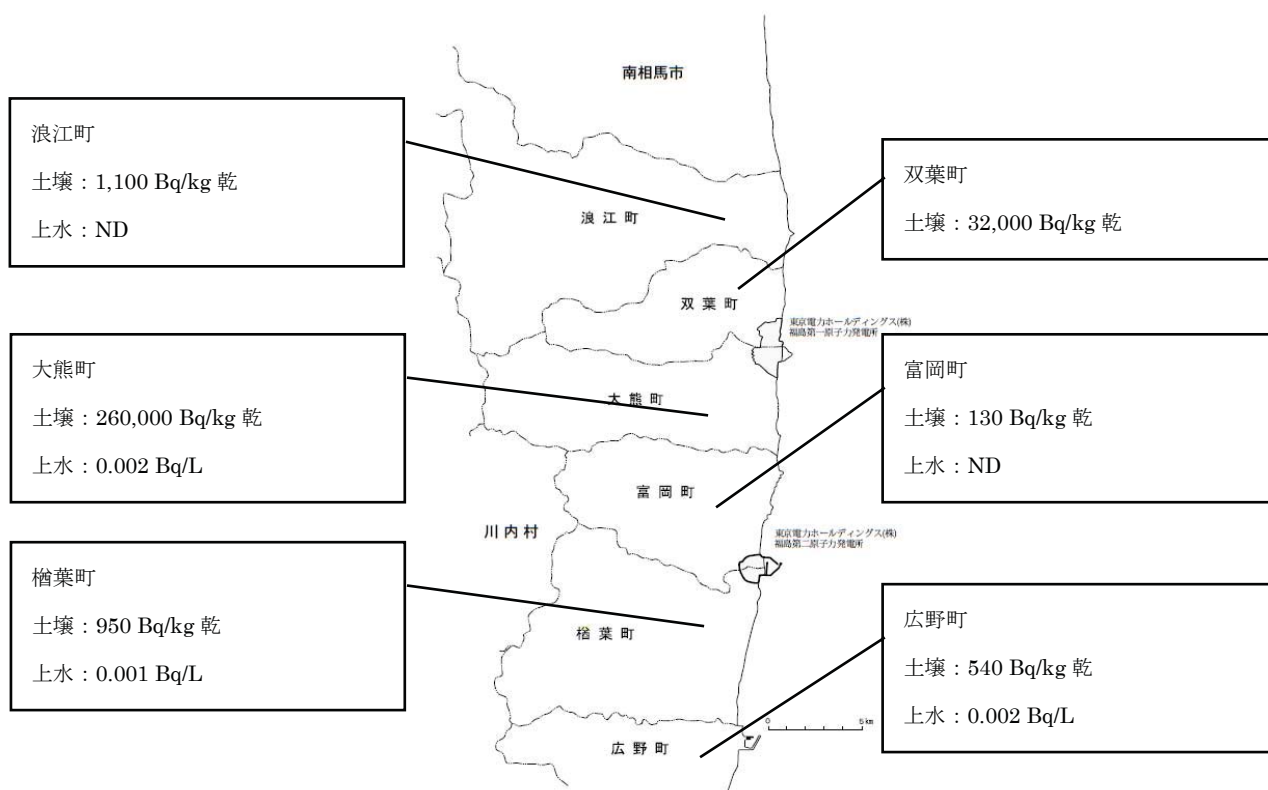 南相馬市
浪江町
土壌：1,100 Bq/kg 乾
上水：ND
双葉町
土壌：32,000 Bq/kg 乾
浪江町
双葉町
東京電力ホールディングス(株)
福島第一原子力発電所
大熊町
土壌：260,000 Bq/kg 乾
上水：0.002 Bq/L
富岡町
土壌：130 Bq/kg 乾
上水：ND
大熊町
富岡町
川内村
東京電力ホールディングス(株)
福島第二原子力発電所
楢葉町
土壌：950 Bq/kg 乾
上水：0.001 Bq/L
広野町
土壌：540 Bq/kg 乾
上水：0.002 Bq/L
楢葉町
0 5km
広野町